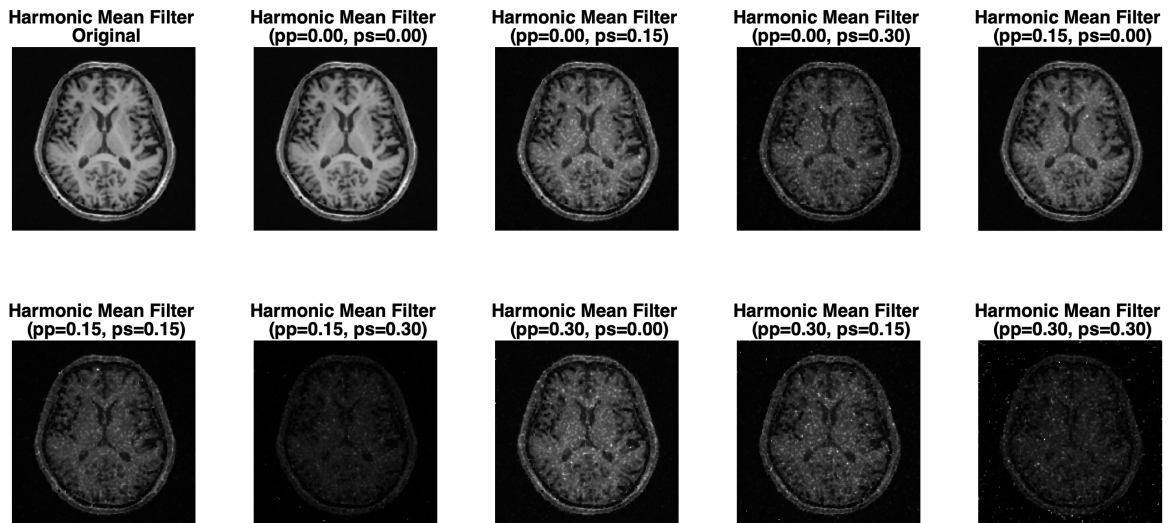 Harmonic Mean Filter
Original
Harmonic Mean Filter
(pp=0.00, ps=0.00)
Harmonic Mean Filter
(pp=0.00, ps=0.15)
Harmonic Mean Filter
(pp=0.00, ps=0.30)
Harmonic Mean Filter
(pp=0.15, ps=0.00)
Harmonic Mean Filter
(pp=0.15, ps=0.15)
Harmonic Mean Filter
(pp=0.15, ps=0.30)
Harmonic Mean Filter
(pp=0.30, ps=0.00)
Harmonic Mean Filter
(pp=0.30, ps=0.15)
Harmonic Mean Filter
(pp=0.30, ps=0.30)